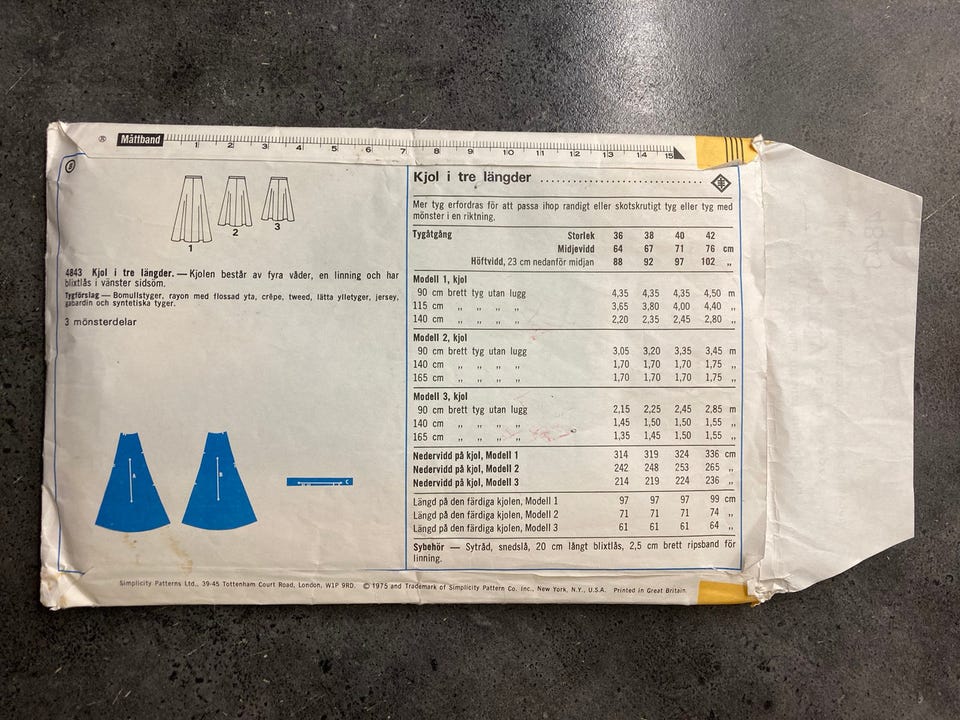 Måttband 1 2 3 4 5 6 7 8 9 10 11 12 13 14 15
1
2
3
4843 Kjol i tre längder. — Kjolen består av fyra våder, en linning och har
blixtlås i vänster sidsöm.
Tygförslag — Bomullstyger, rayon med flossad yta, crêpe, tweed, lätta ylletyger, jersey,
gabardin och syntetiska tyger.
3 mönsterdelar
A
B
C
Kjol i tre längder
Mer tyg erfordras för att passa ihop randigt eller skotskrutigt tyg eller tyg med
mönster i en riktning.
Tygåtgång Storlek 36 38 40 42
Midjevidd 64 67 71 76 cm
Höftvidd, 23 cm nedanför midjan 88 92 97 102 „
Modell 1, kjol
90 cm brett tyg utan lugg 4,35 4,35 4,35 4,50 m
115 cm „ „ „ „ 3,65 3,80 4,00 4,40 „
140 cm „ „ „ „ 2,20 2,35 2,45 2,80 „
Modell 2, kjol
90 cm brett tyg utan lugg 3,05 3,20 3,35 3,45 m
140 cm „ „ „ „ 1,70 1,70 1,70 1,75 „
165 cm „ „ „ „ 1,70 1,70 1,70 1,75 „
Modell 3, kjol
90 cm brett tyg utan lugg 2,15 2,25 2,45 2,85 m
140 cm „ „ „ „ 1,45 1,50 1,50 1,55 „
165 cm „ „ „ „ 1,35 1,45 1,50 1,55 „
Nedervidd på kjol, Modell 1 314 319 324 336 cm
Nedervidd på kjol, Modell 2 242 248 253 265 „
Nedervidd på kjol, Modell 3 214 219 224 236 „
Längd på den färdiga kjolen, Modell 1 97 97 97 99 cm
Längd på den färdiga kjolen, Modell 2 71 71 71 74 „
Längd på den färdiga kjolen, Modell 3 61 61 61 64 „
Sybehör — Sytråd, snedslå, 20 cm långt blixtlås, 2,5 cm brett ripsband för
linning.
Simplicity Patterns Ltd., 39-45 Tottenham Court Road, London, W1P 9RD. © 1975 and Trademark of Simplicity Pattern Co. Inc., New York, N.Y., U.S.A. Printed in Great Britain.